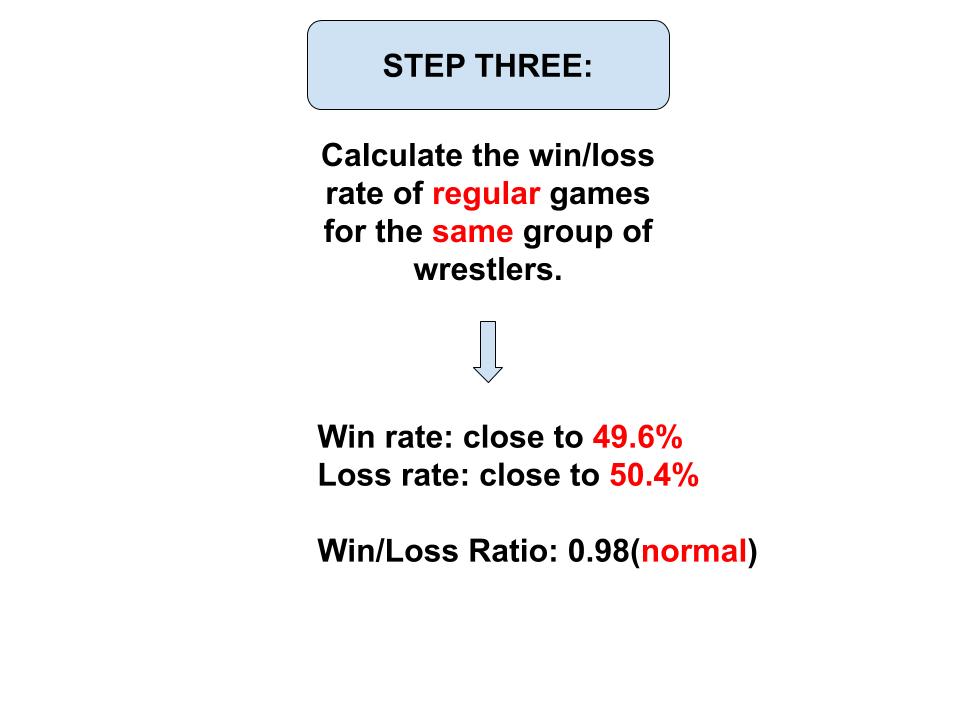 STEP THREE:
Calculate the win/loss
rate of regular games
for the same group of
wrestlers.
Win rate: close to 49.6%
Loss rate: close to 50.4%
Win/Loss Ratio: 0.98(normal)